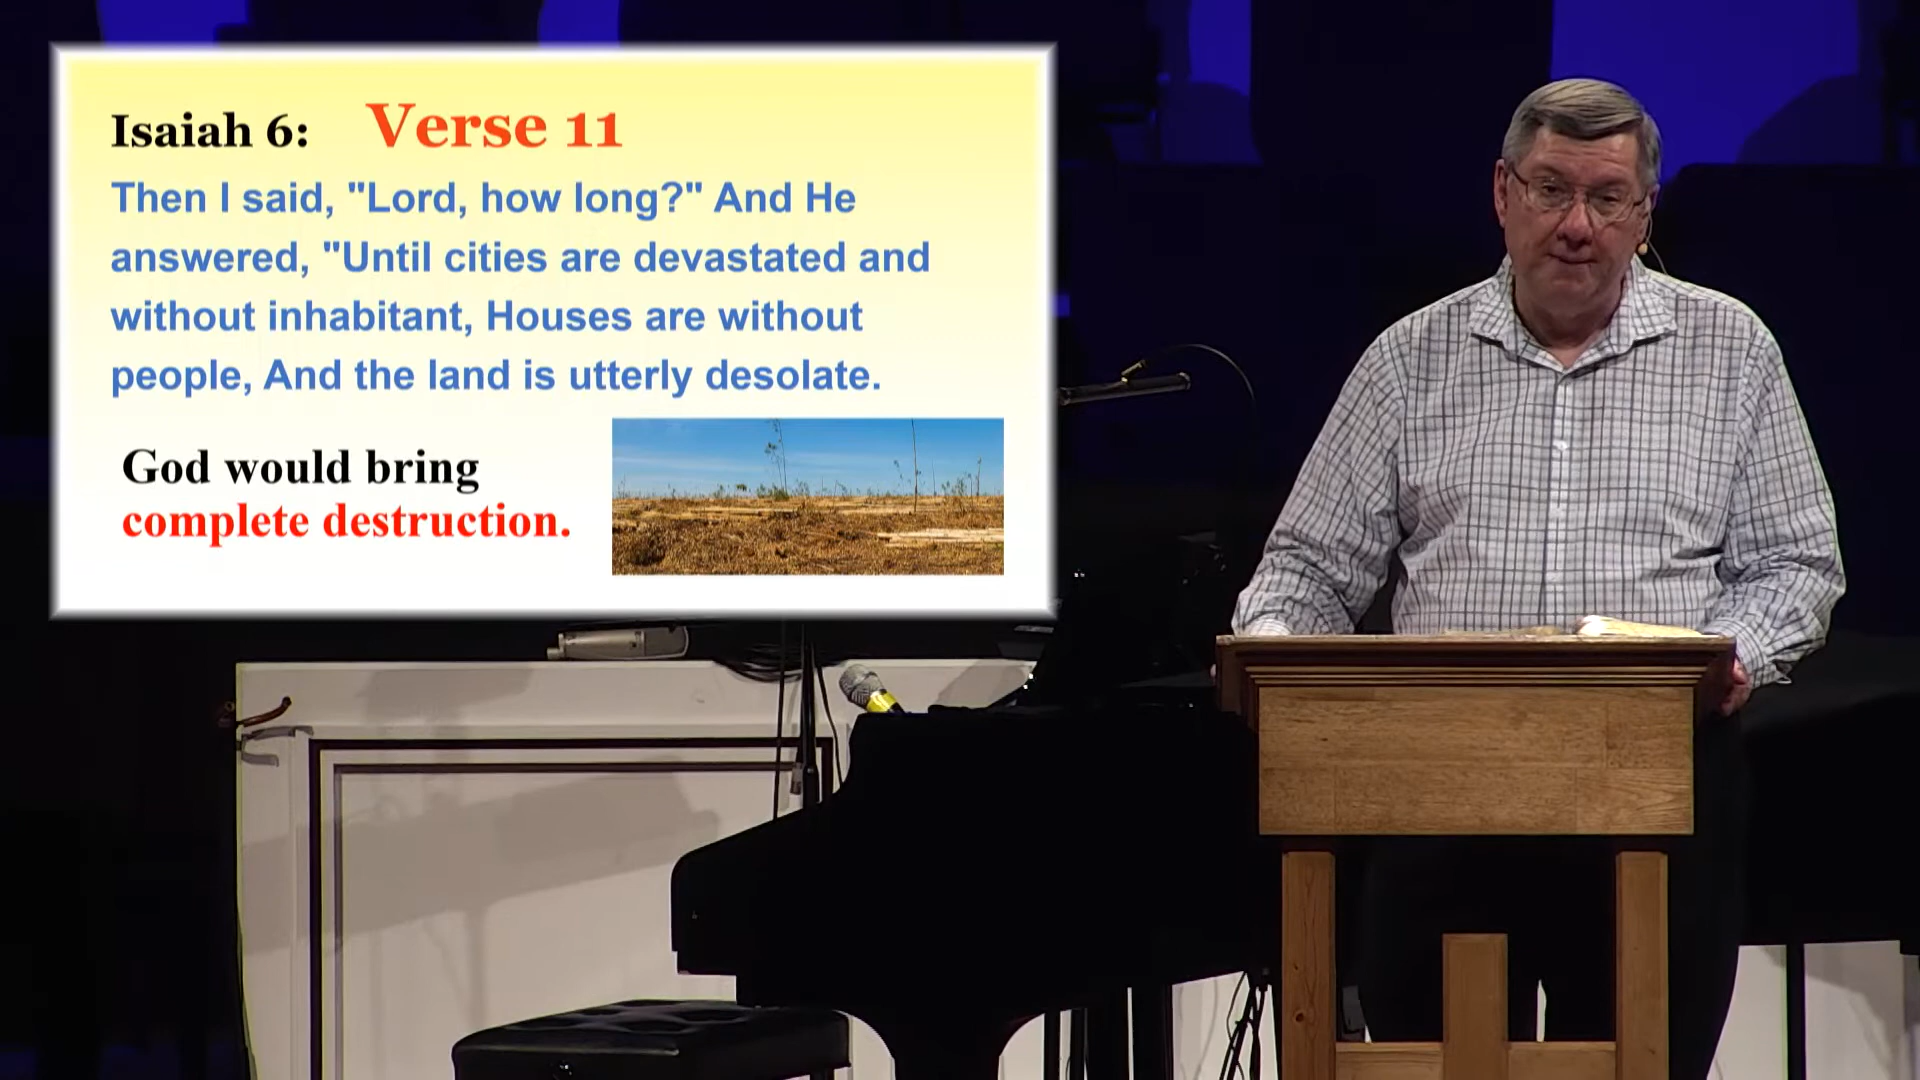 Isaiah 6: Verse 11
Then I said, "Lord, how long?" And He
answered, "Until cities are devastated and
without inhabitant, Houses are without
people, And the land is utterly desolate.
God would bring
complete destruction.